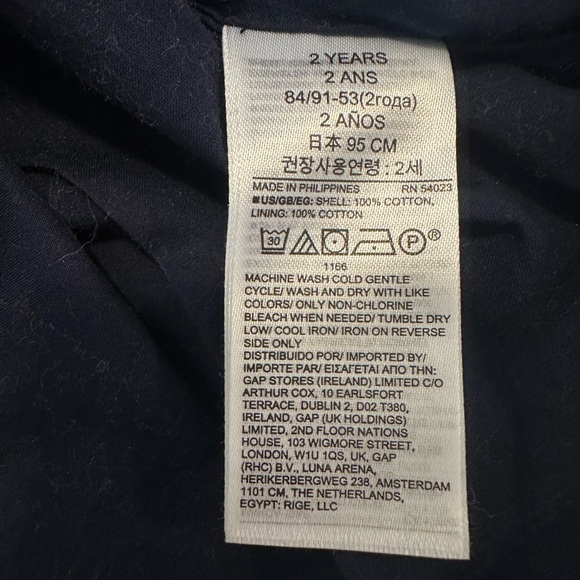 2 YEARS
2 ANS
84/91-53(2года)
2 AÑOS
日本 95 CM
권장사용연령 : 2세
MADE IN PHILIPPINES RN 54023
■US/GB/EG: SHELL: 100% COTTON,
LINING: 100% COTTON
30 P®
1166
MACHINE WASH COLD GENTLE
CYCLE/ WASH AND DRY WITH LIKE
COLORS/ ONLY NON-CHLORINE
BLEACH WHEN NEEDED/ TUMBLE DRY
LOW/ COOL IRON/ IRON ON REVERSE
SIDE ONLY
DISTRIBUIDO POR/ IMPORTED BY/
IMPORTE PAR/ ΕΙΣΑΓΕΤΑΙ ΑΠΟ ΤΗΝ:
GAP STORES (IRELAND) LIMITED C/O
ARTHUR COX, 10 EARLSFORT
TERRACE, DUBLIN 2, D02 T380,
IRELAND, GAP (UK HOLDINGS)
LIMITED, 2ND FLOOR NATIONS
HOUSE, 103 WIGMORE STREET,
LONDON, W1U 1QS, UK, GAP
(RHC) B.V., LUNA ARENA,
HERIKERBERGWEG 238, AMSTERDAM
1101 CM, THE NETHERLANDS,
EGYPT: RIGE, LLC